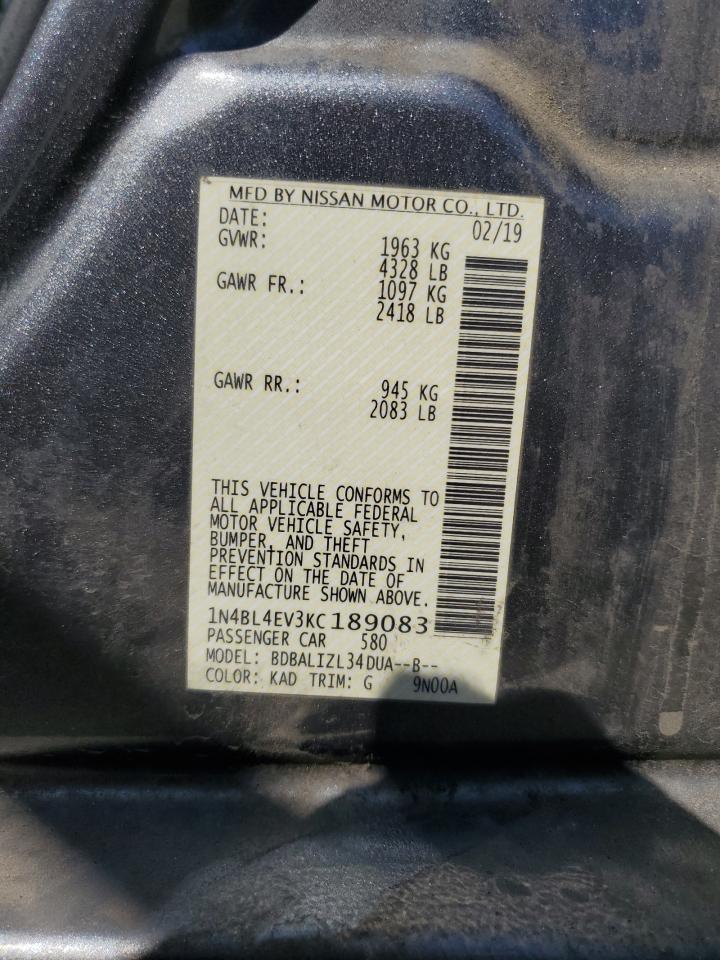 MFD BY NISSAN MOTOR CO., LTD.
DATE: 02/19
GVWR: 1963 KG
4328 LB
GAWR FR.: 1097 KG
2418 LB
GAWR RR.: 945 KG
2083 LB
THIS VEHICLE CONFORMS TO
ALL APPLICABLE FEDERAL
MOTOR VEHICLE SAFETY,
BUMPER, AND THEFT
PREVENTION STANDARDS IN
EFFECT ON THE DATE OF
MANUFACTURE SHOWN ABOVE.
1N4BL4EV3KC189083
PASSENGER CAR 580
MODEL: BDBALIZL34DUA--B--
COLOR: KAD TRIM: G 9N00A